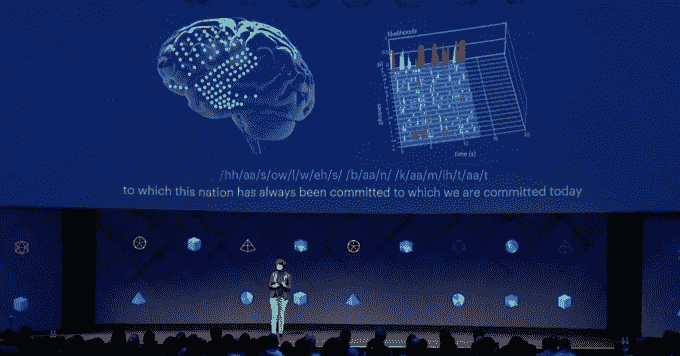 likelihoods
phonemes
time (s)
/hh/aa/s/ow/l/w/eh/s/ /b/aa/n/ /k/aa/m/ih/t/aa/t
to which this nation has always been committed to which we are committed today